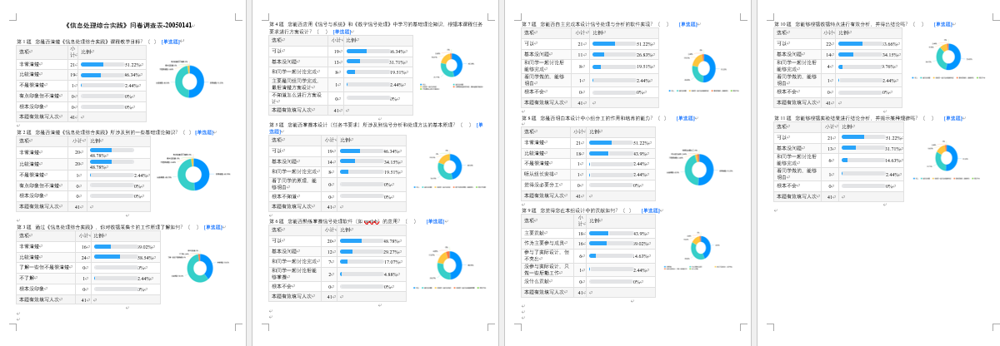 《信息处理综合实践》问卷调查表-20050141
第 1 题 您是否清楚《信息处理综合实践》课程教学目标？（ ） [单选题]
选项 小计 比例
非常清楚 21 51.22%
比较清楚 19 46.34%
不是很清楚 1 2.44%
有点印象但不清楚 0 0%
根本没印象 0 0%
本题有效填写人次 41
第 2 题 您是否清楚《信息处理综合实践》所涉及到的一些基础理论知识？（ ） [单选题]
选项 小计 比例
非常清楚 20 48.78%
比较清楚 20 48.78%
不是很清楚 1 2.44%
有点印象但不清楚 0 0%
根本没印象 0 0%
本题有效填写人次 41
第 3 题 通过《信息处理综合实践》，你对数据采集卡的工作原理了解如何？（ ） [单选题]
选项 小计 比例
非常清楚 16 39.02%
比较清楚 24 58.54%
了解一些但不是很清楚 0 0%
不了解 1 2.44%
根本没印象 0 0%
本题有效填写人次 41
第 4 题 您能否应用《信号与系统》和《数字信号处理》中学习的基础理论知识，根据本课程任务
要求进行方案设计？（ ） [单选题]
选项 小计 比例
可以 19 46.34%
基本没问题 13 31.71%
和同学一起讨论完成 8 19.51%
主要是同组同学完成，
最后清楚方案设计 1 2.44%
不知道怎么进行方案设
计 0 0%
本题有效填写人次 41
第 5 题 您能否掌握本设计（任务书要求）所涉及到信号分析和处理方法的基本原理？（ ） [单
选题]
选项 小计 比例
可以 19 46.34%
基本没问题 14 34.15%
和同学一起讨论完成 8 19.51%
看了同学的原理，能
够明白 0 0%
根本不知道 0 0%
本题有效填写人次 41
第 6 题 您能否熟练掌握信号处理软件（如 matlab）的应用？（ ） [单选题]
选项 小计 比例
可以 20 48.78%
基本没问题 12 29.27%
和同学一起讨论完成 7 17.07%
和同学一起讨论后能
够掌握 2 4.88%
根本不会 0 0%
本题有效填写人次 41
第 7 题 您能否自主完成本设计信号处理与分析的软件实现？（ ） [单选题]
选项 小计 比例
可以 21 51.22%
基本没问题 11 26.83%
和同学一起讨论后
能够完成 8 19.51%
看同学做的，能够
明白 1 2.44%
根本不会 0 0%
本题有效填写人次 41
第 8 题 您能否组自本设计中小组分工的作用和培养的能力？（ ） [单选题]
选项 小计 比例
非常清楚 21 51.22%
比较清楚 18 43.9%
不是很清楚 1 2.44%
听从组长安排 1 2.44%
觉得没必要分工 0 0%
本题有效填写人次 41
第 9 题 您觉得您在本组设计中的贡献如何？（ ） [单选题]
选项 小计 比例
主要贡献 18 43.9%
作为主要参与成员 16 39.02%
参与了实际设计，但
不突出 6 14.63%
没参与实际设计，只
做一些后勤工作 1 2.44%
没什么贡献 0 0%
本题有效填写人次 41
第 10 题 您能够根据数据特点进行有效分析，并得出结论吗？（ ） [单选题]
选项 小计 比例
可以 22 53.66%
基本没问题 14 34.15%
和同学一起讨论后
能够完成 4 9.76%
看同学做的，能够
明白 1 2.44%
根本不会 0 0%
本题有效填写人次 41
第 11 题 您能够根据实验结果进行结论分析，并揭示某种规律吗？（ ） [单选题]
选项 小计 比例
可以 21 51.22%
基本没问题 13 31.71%
和同学一起讨论后
能够完成 6 14.63%
看同学做的，能够
明白 1 2.44%
根本不会 0 0%
本题有效填写人次 41